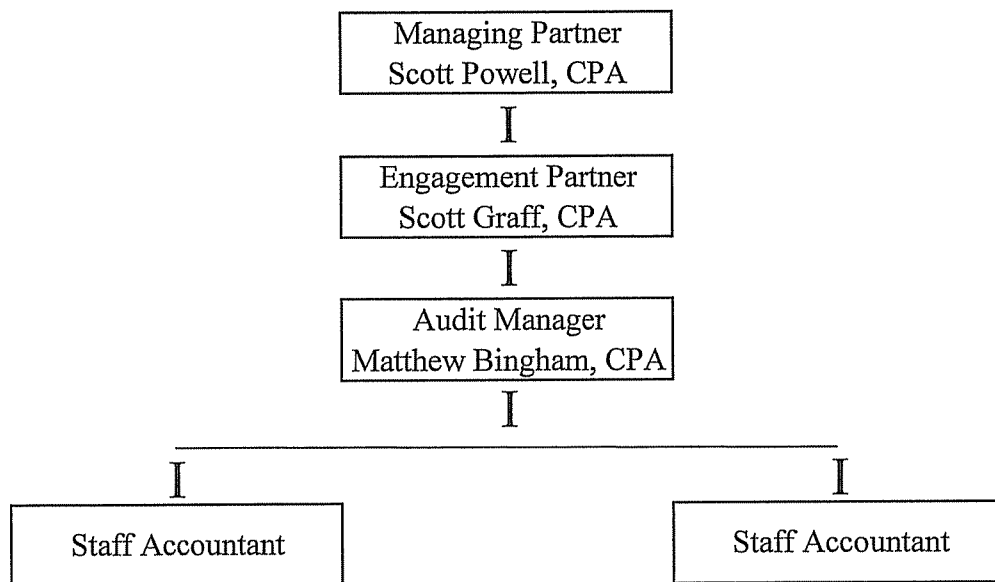 Managing Partner
Scott Powell, CPA
Engagement Partner
Scott Graff, CPA
Audit Manager
Matthew Bingham, CPA
Staff Accountant
Staff Accountant